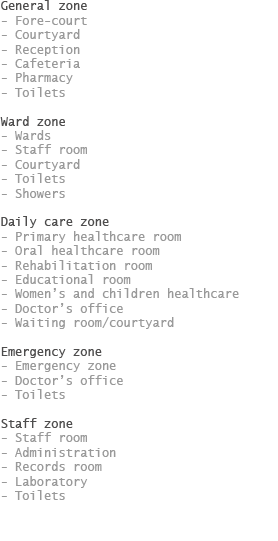 General zone
- Fore-court
- Courtyard
- Reception
- Cafeteria
- Pharmacy
- Toilets
Ward zone
- Wards
- Staff room
- Courtyard
- Toilets
- Showers
Daily care zone
- Primary healthcare room
- Oral healthcare room
- Rehabilitation room
- Educational room
- Women’s and children healthcare
- Doctor’s office
- Waiting room/courtyard
Emergency zone
- Emergency zone
- Doctor’s office
- Toilets
Staff zone
- Staff room
- Administration
- Records room
- Laboratory
- Toilets